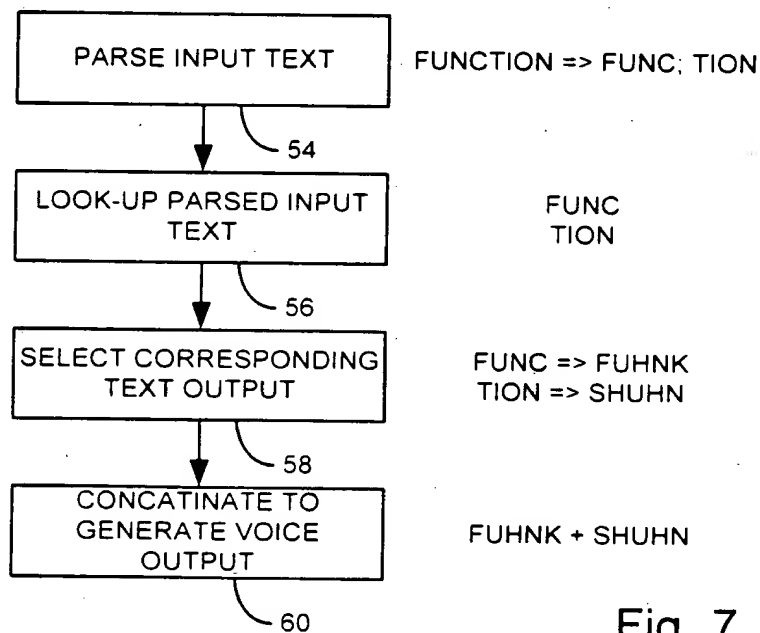 PARSE INPUT TEXT
FUNCTION => FUNC; TION
54
LOOK-UP PARSED INPUT
TEXT
FUNC
TION
56
SELECT CORRESPONDING
TEXT OUTPUT
FUNC => FUHNK
TION => SHUHN
58
CONCATINATE TO
GENERATE VOICE
OUTPUT
FUHNK + SHUHN
60
Fig. 7